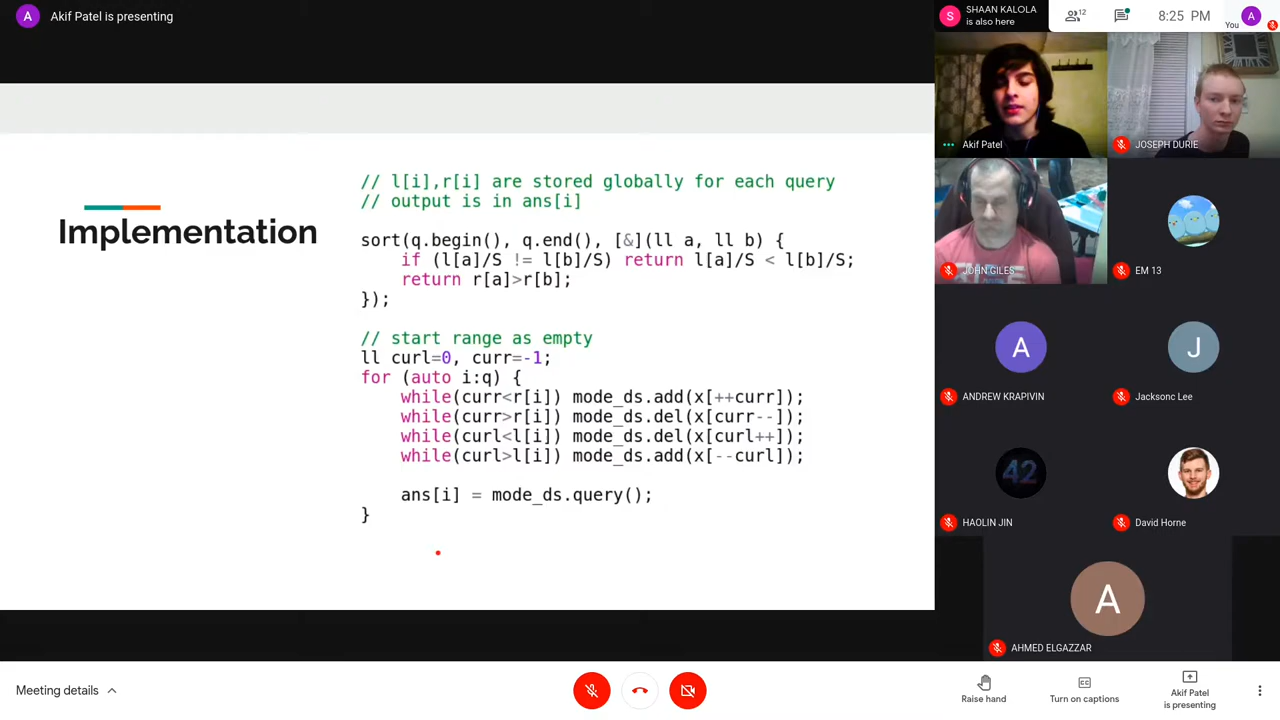 A
Akif Patel is presenting
Implementation
// l[i],r[i] are stored globally for each query
// output is in ans[i]
sort(q.begin(), q.end(), [&](ll a, ll b) {
if (l[a]/S != l[b]/S) return l[a]/S < l[b]/S;
return r[a]>r[b];
});
// start range as empty
ll curl=0, curr=-1;
for (auto i:q) {
while(curr<r[i]) mode_ds.add(x[++curr]);
while(curr>r[i]) mode_ds.del(x[curr--]);
while(curl<l[i]) mode_ds.del(x[curl++]);
while(curl>l[i]) mode_ds.add(x[--curl]);
ans[i] = mode_ds.query();
}
S
SHAAN KALOLA
is also here
12
8:25 PM
You
A
Akif Patel
JOSEPH DURIE
JOHN GILES
EM 13
A
ANDREW KRAPIVIN
J
Jacksonc Lee
42
HAOLIN JIN
David Horne
A
AHMED ELGAZZAR
Meeting details
Raise hand
CC
Turn on captions
Akif Patel
is presenting